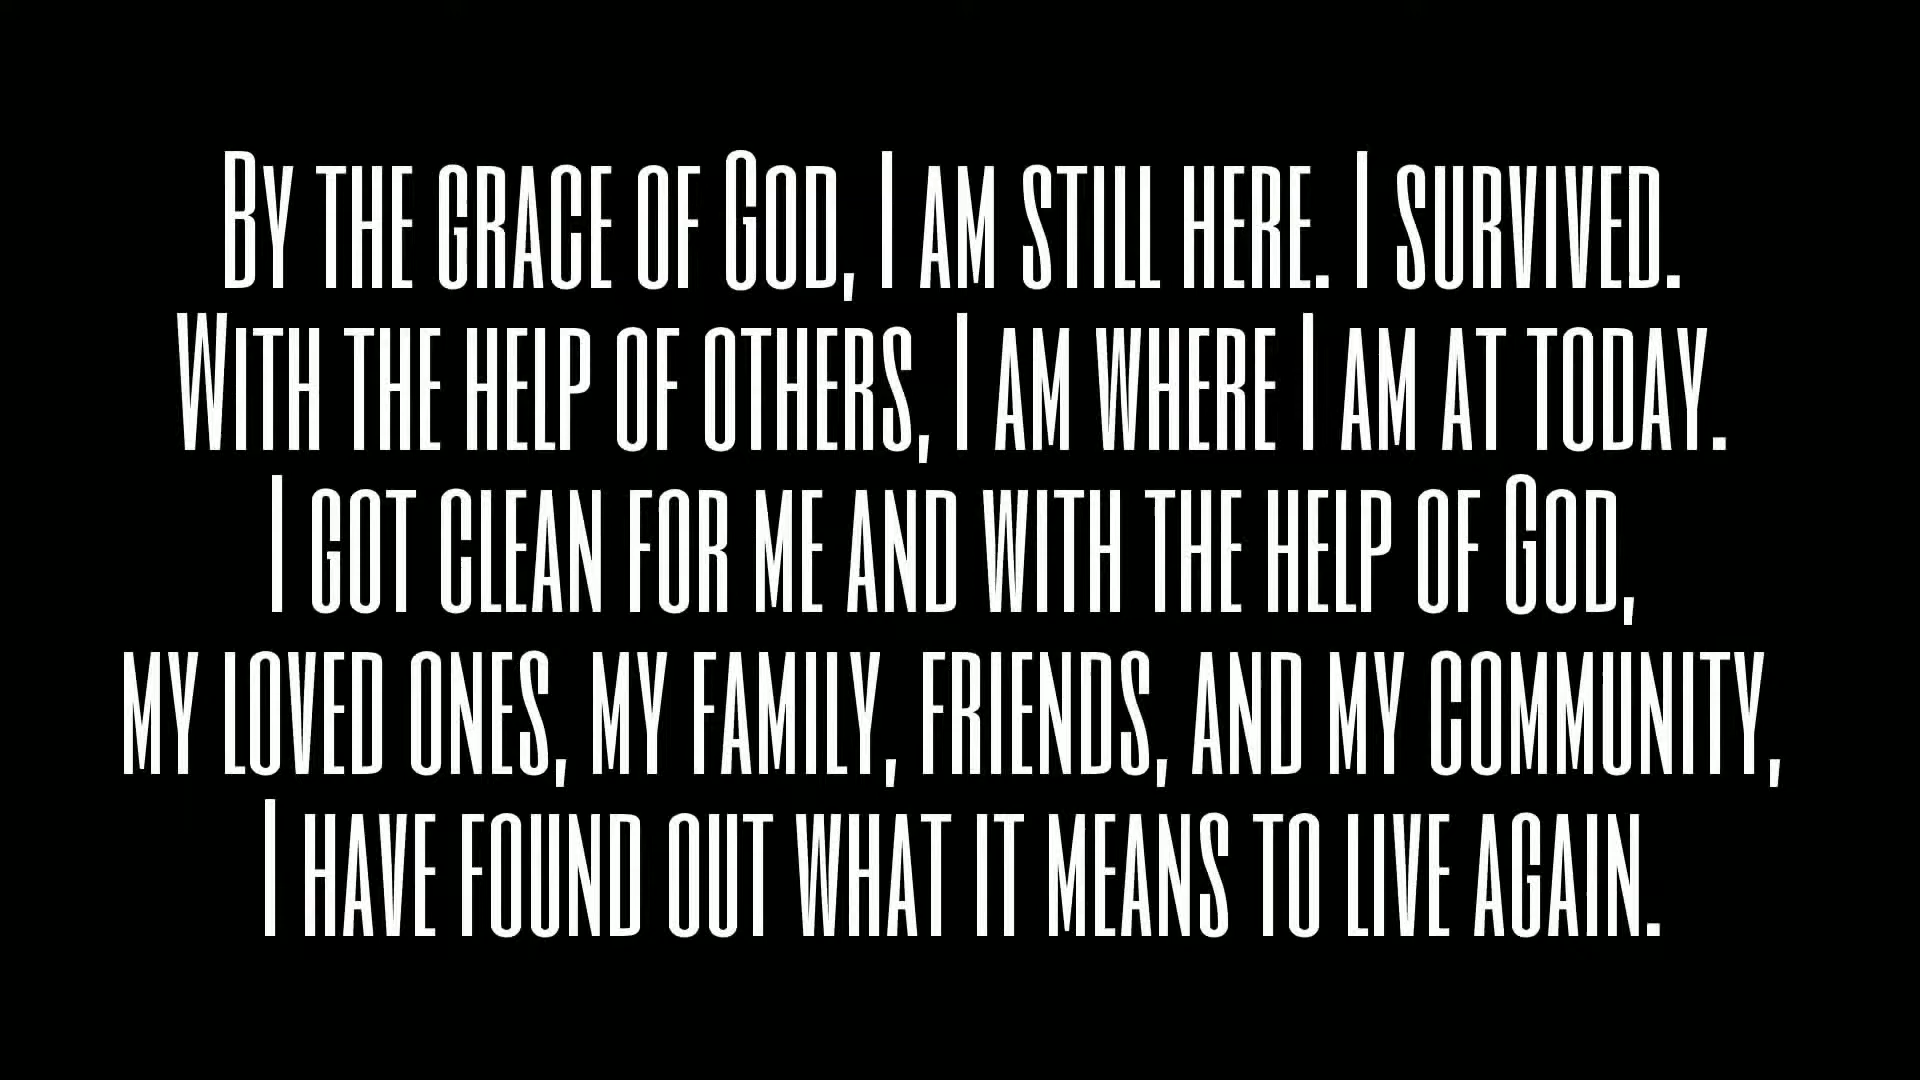 By the grace of God, I am still here. I survived.
With the help of others, I am where I am at today.
I got clean for me and with the help of God,
my loved ones, my family, friends, and my community,
I have found out what it means to live again.